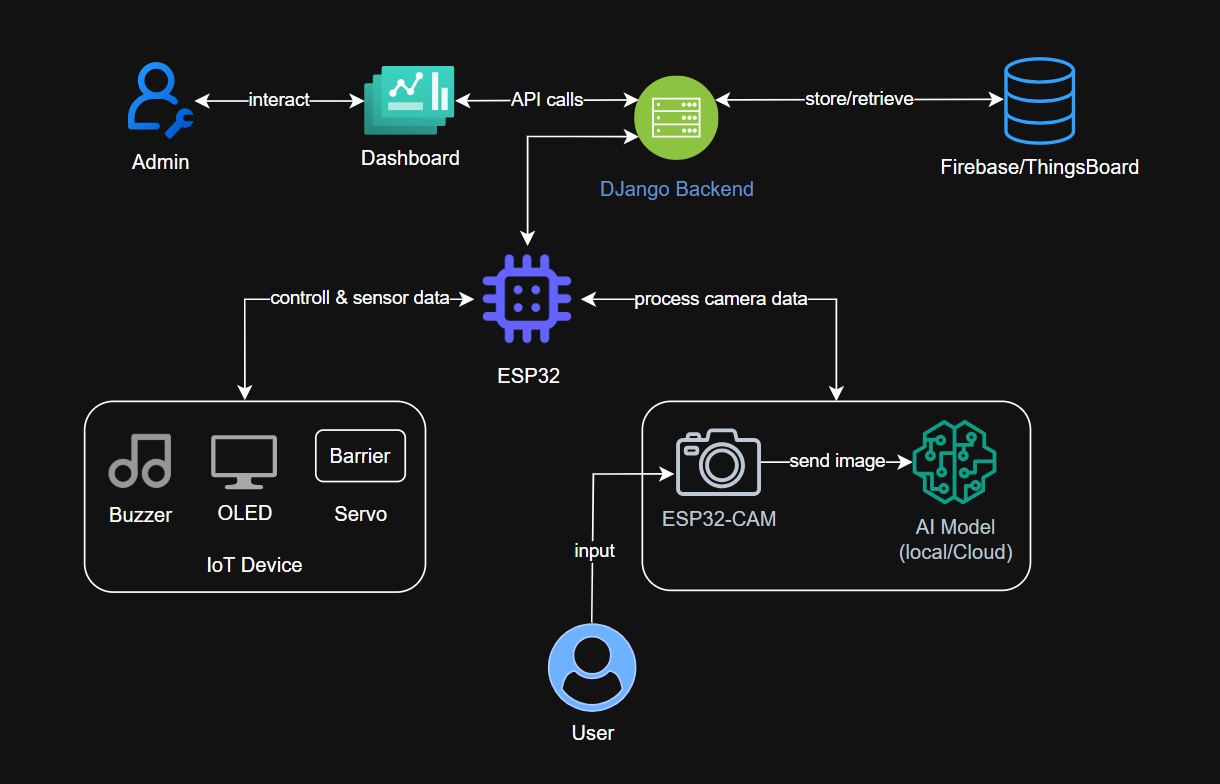 interact
API calls
store/retrieve
Admin
Dashboard
Firebase/ThingsBoard
DJango Backend
controll & sensor data
process camera data
ESP32
Barrier
Buzzer
OLED
Servo
IoT Device
send image
ESP32-CAM
AI Model
(local/Cloud)
input
User